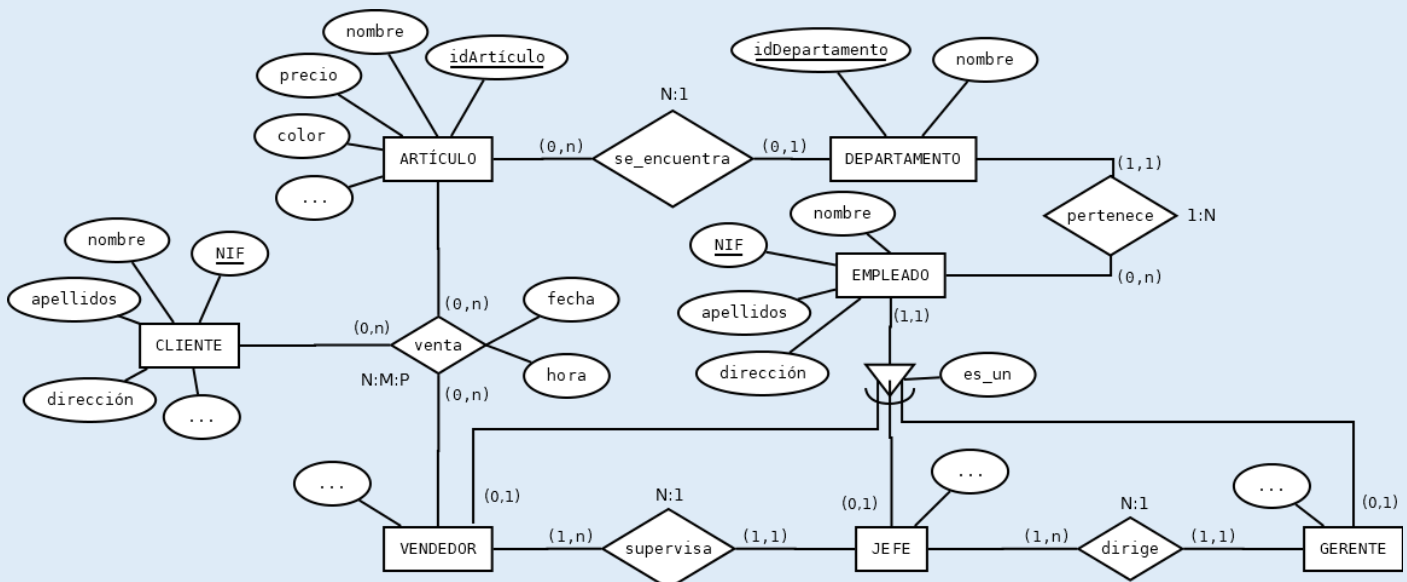 nombre
idArtículo
precio
color
...
ARTÍCULO
(0,n)
N:1
se_encuentra
(0,1)
idDepartamento
nombre
DEPARTAMENTO
(1,1)
pertenece
1:N
(0,n)
nombre
NIF
EMPLEADO
apellidos
dirección
(1,1)
es_un
nombre
NIF
apellidos
CLIENTE
dirección
...
(0,n)
(0,n)
venta
N:M:P
(0,n)
fecha
hora
...
(0,1)
VENDEDOR
(1,n)
N:1
supervisa
(1,1)
(0,1)
...
JEFE
(1,n)
N:1
dirige
(1,1)
...
(0,1)
GERENTE